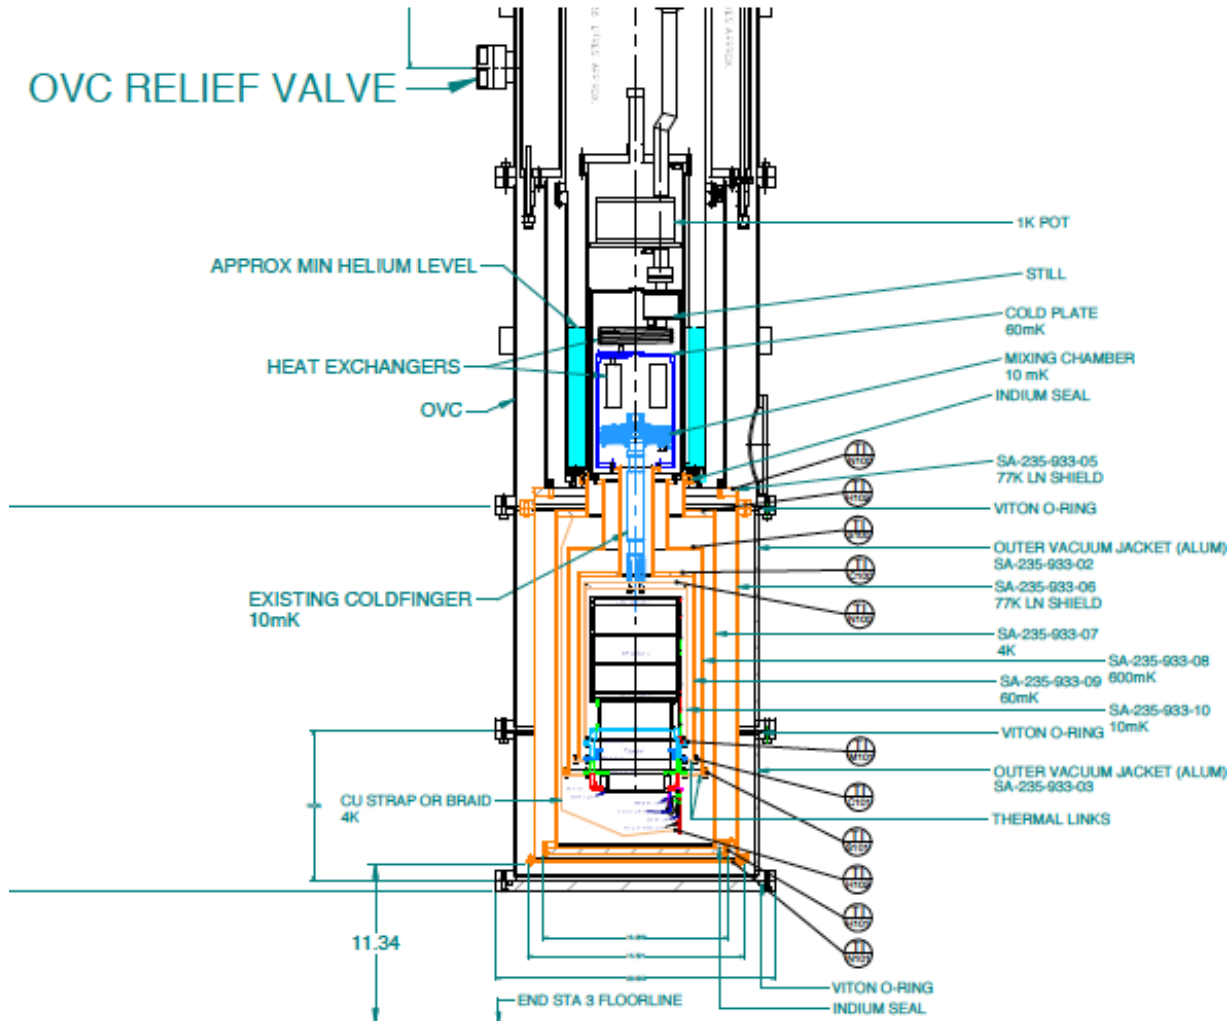 OVC RELIEF VALVE
1K POT
APPROX MIN HELIUM LEVEL
STILL
COLD PLATE
60mK
HEAT EXCHANGERS
MIXING CHAMBER
10 mK
INDIUM SEAL
OVC
SA-235-933-05
77K LN SHIELD
VITON O-RING
OUTER VACUUM JACKET (ALUM)
SA-235-933-02
SA-235-933-06
77K LN SHIELD
EXISTING COLDFINGER
10mK
SA-235-933-07
4K
SA-235-933-08
600mK
SA-235-933-09
60mK
SA-235-933-10
10mK
VITON O-RING
OUTER VACUUM JACKET (ALUM)
SA-235-933-03
CU STRAP OR BRAID
4K
THERMAL LINKS
11.34
VITON O-RING
END STA 3 FLOORLINE
INDIUM SEAL